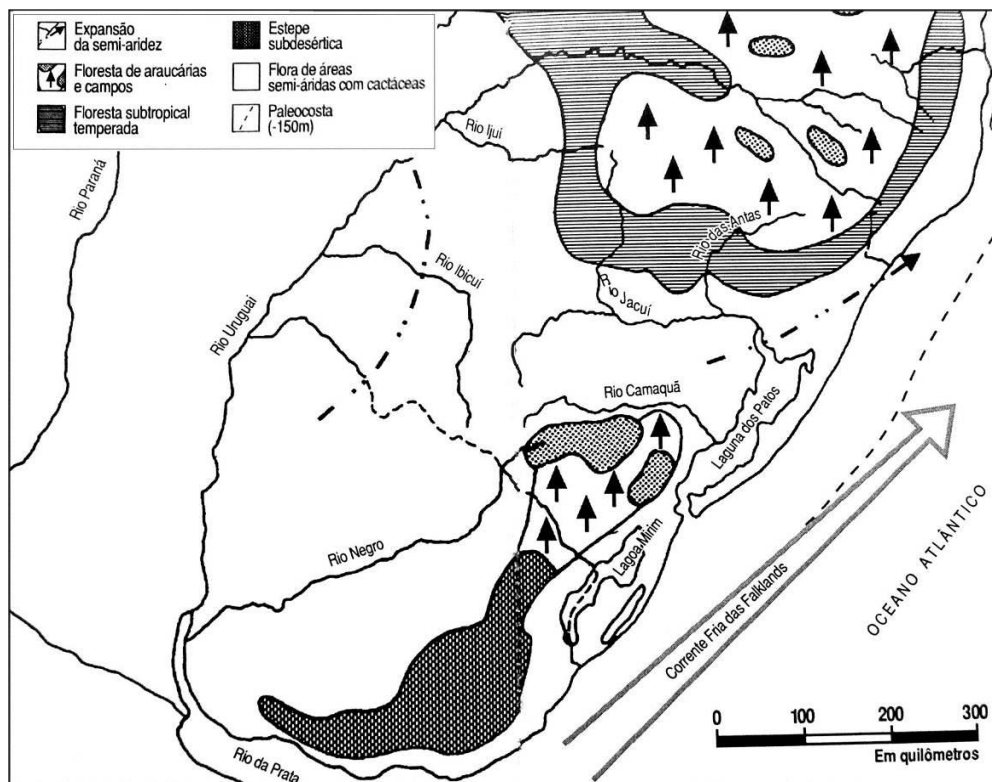 Expansão
da semi-aridez
Floresta de araucárias
e campos
Floresta subtropical
temperada
Estepe
subdesértica
Flora de áreas
semi-áridas com cactáceas
Paleocosta
(-150m)
Rio Ijuí
Rio Paraná
Rio das Antas
Rio Ibicuí
Rio Jacuí
Rio Uruguai
Rio Camaquã
Laguna dos Patos
Rio Negro
Lagoa Mirim
OCEANO ATLÂNTICO
Corrente Fria das Falklands
Rio da Prata
0 100 200 300
Em quilômetros